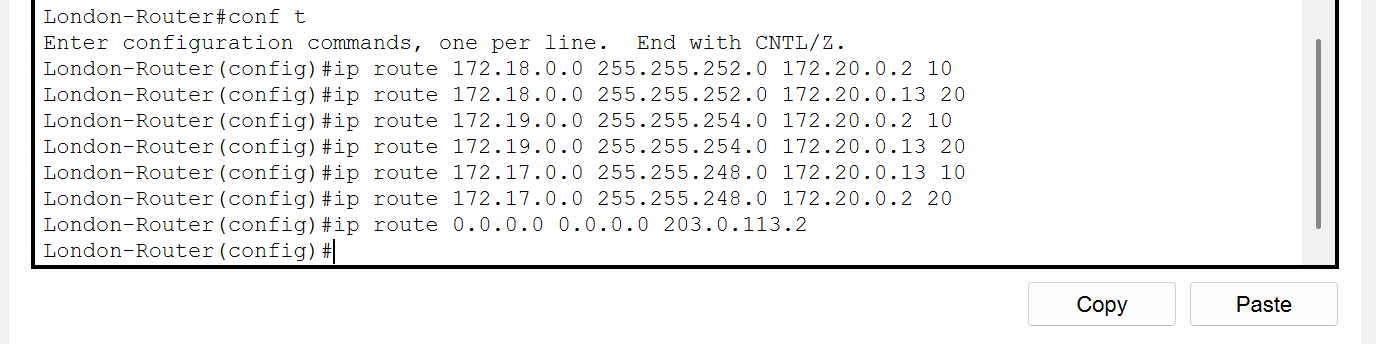 London-Router#conf t
Enter configuration commands, one per line.  End with CNTL/Z.
London-Router(config)#ip route 172.18.0.0 255.255.252.0 172.20.0.2 10
London-Router(config)#ip route 172.18.0.0 255.255.252.0 172.20.0.13 20
London-Router(config)#ip route 172.19.0.0 255.255.254.0 172.20.0.2 10
London-Router(config)#ip route 172.19.0.0 255.255.254.0 172.20.0.13 20
London-Router(config)#ip route 172.17.0.0 255.255.248.0 172.20.0.13 10
London-Router(config)#ip route 172.17.0.0 255.255.248.0 172.20.0.2 20
London-Router(config)#ip route 0.0.0.0 0.0.0.0 203.0.113.2
London-Router(config)#
Copy
Paste